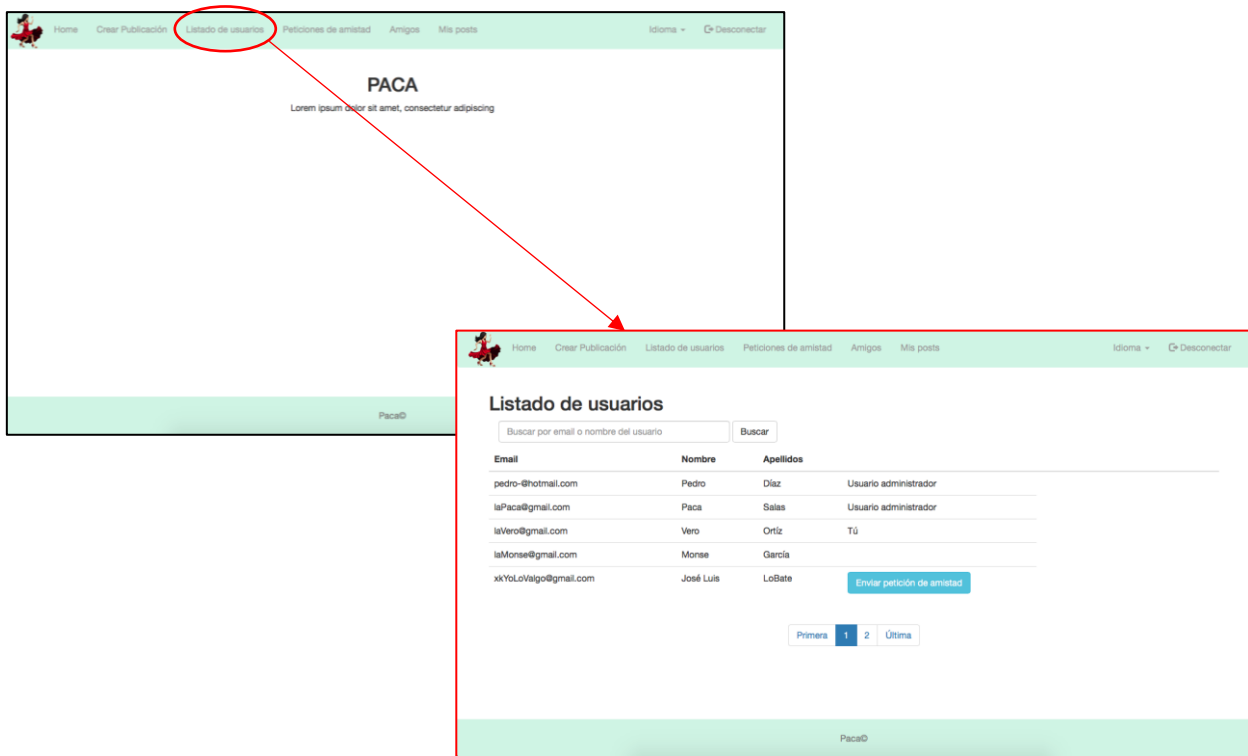 Home Crear Publicación Listado de usuarios Peticiones de amistad Amigos Mis posts Idioma Desconectar
PACA
Lorem ipsum dolor sit amet, consectetur adipiscing
Paca©
Home Crear Publicación Listado de usuarios Peticiones de amistad Amigos Mis posts Idioma Desconectar
Listado de usuarios
Buscar por email o nombre del usuario Buscar
Email Nombre Apellidos
pedro-@hotmail.com Pedro Díaz Usuario administrador
laPaca@gmail.com Paca Salas Usuario administrador
laVero@gmail.com Vero Ortíz Tú
laMonse@gmail.com Monse García
xkYoLoValgo@gmail.com José Luis LoBate Enviar petición de amistad
Primera 1 2 Última
Paca©